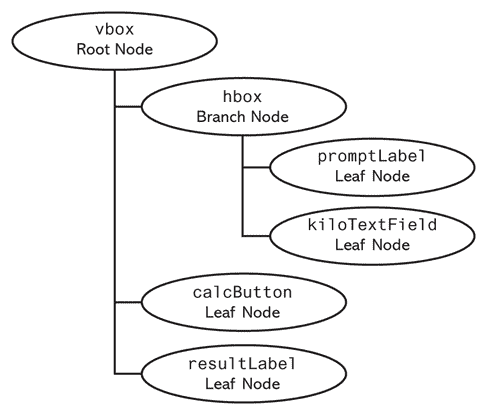 vbox
Root Node
hbox
Branch Node
promptLabel
Leaf Node
kiloTextField
Leaf Node
calcButton
Leaf Node
resultLabel
Leaf Node